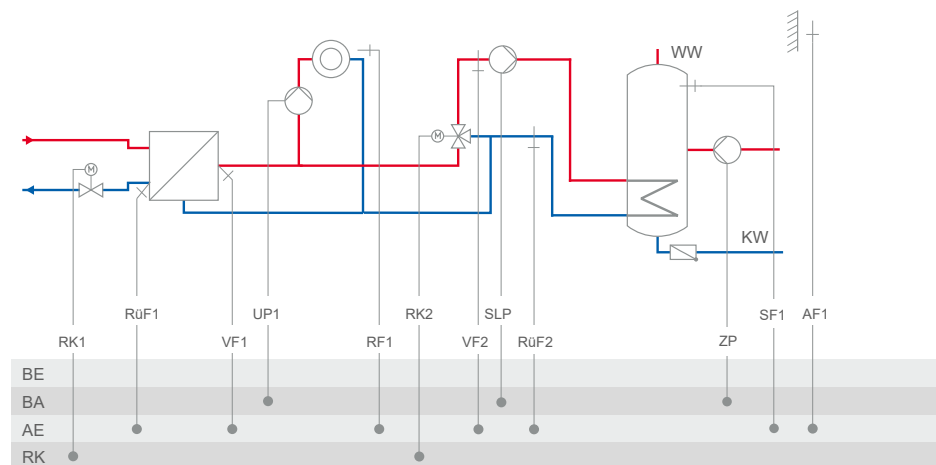 WW
M
M
KW
RüF1
UP1
RK2
SLP
SF1
AF1
RK1
VF1
RF1
VF2
RüF2
ZP
BE
BA
AE
RK